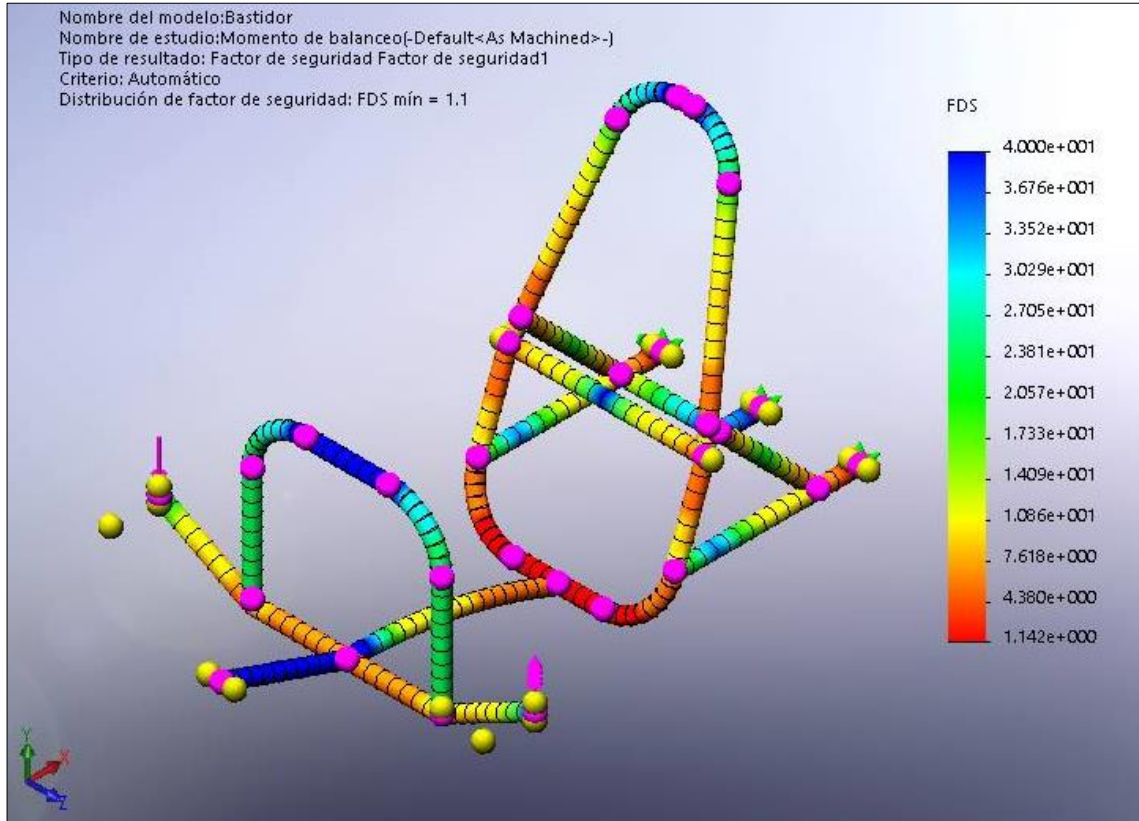 Nombre del modelo:Bastidor
Nombre de estudio:Momento de balanceo(-Default<As Machined>-)
Tipo de resultado: Factor de seguridad Factor de seguridad1
Criterio: Automático
Distribución de factor de seguridad: FDS mín = 1.1
FDS
4.000e+001
3.676e+001
3.352e+001
3.029e+001
2.705e+001
2.381e+001
2.057e+001
1.733e+001
1.409e+001
1.086e+001
7.618e+000
4.380e+000
1.142e+000
Y
X
Z